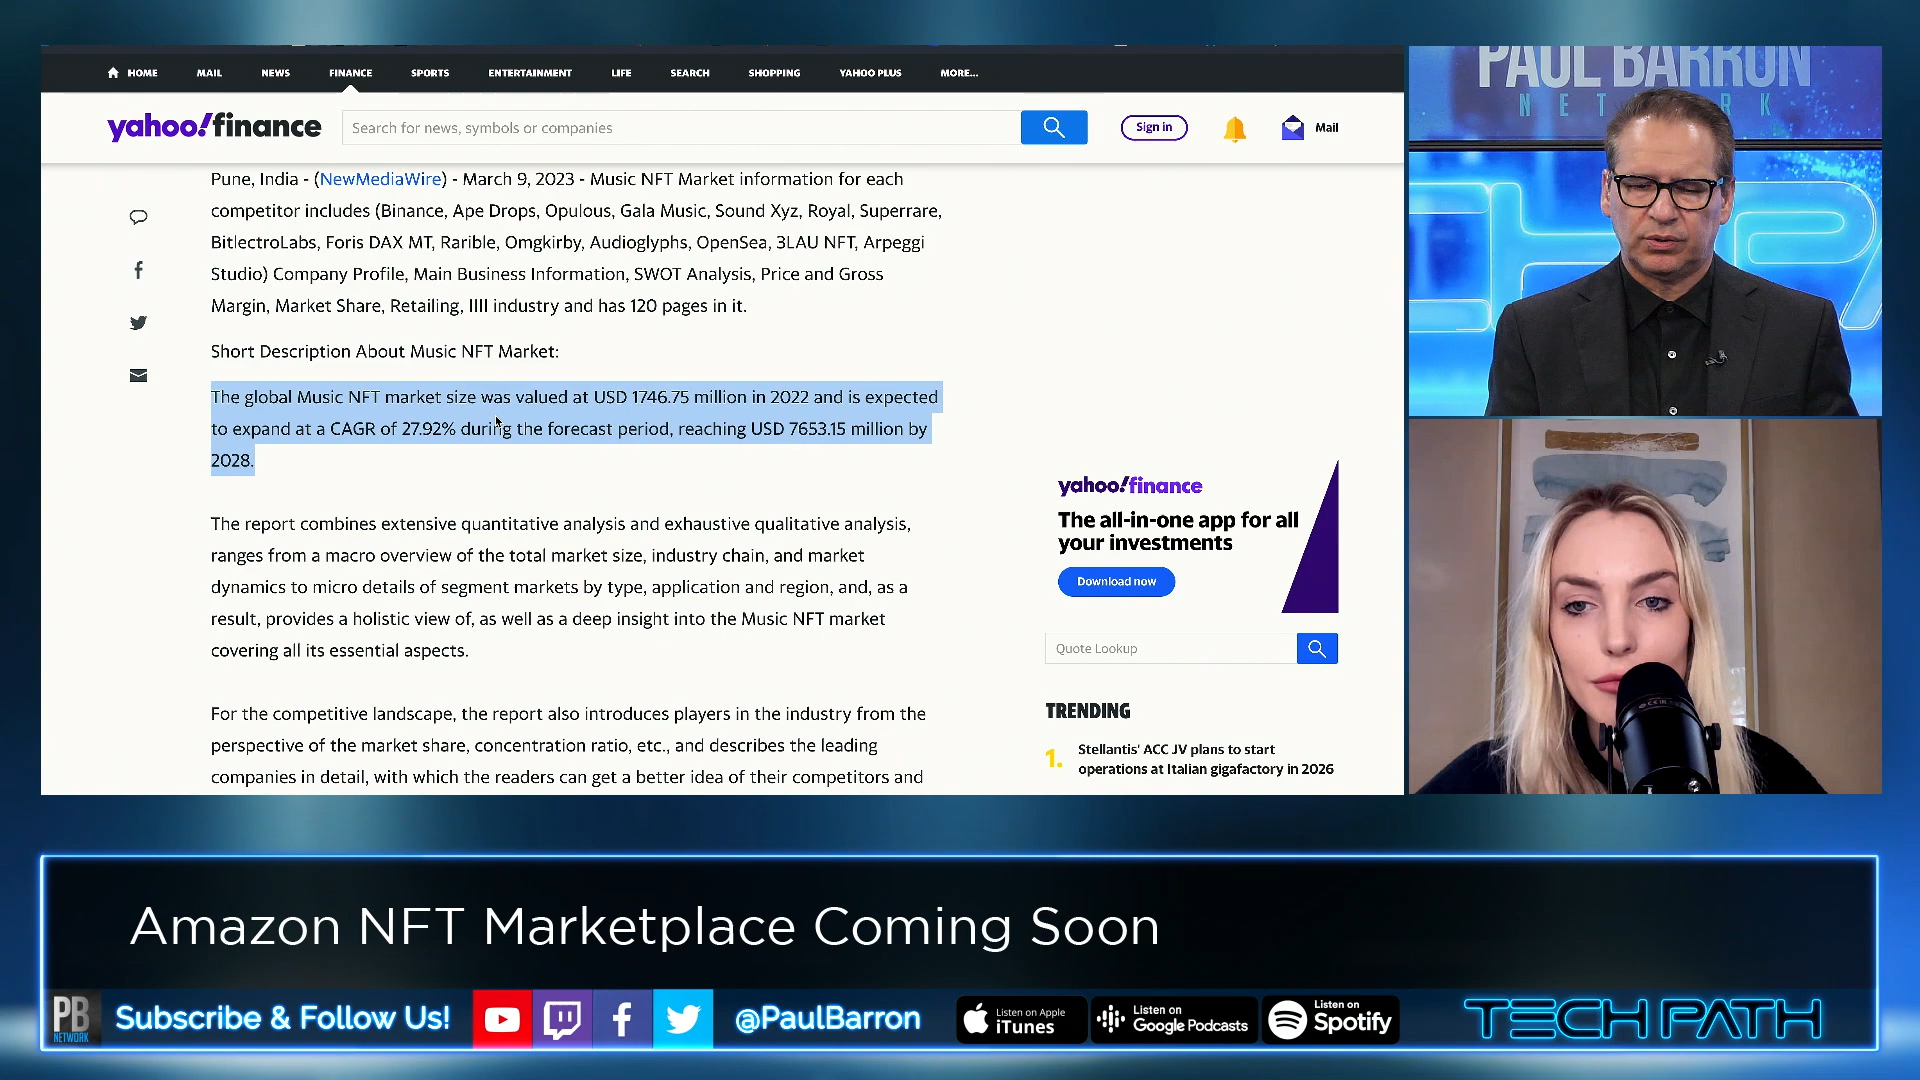 HOME MAIL NEWS FINANCE SPORTS ENTERTAINMENT LIFE SEARCH SHOPPING YAHOO PLUS MORE...
yahoo!finance
Search for news, symbols or companies
Sign in
Mail
Pune, India - (NewMediaWire) - March 9, 2023 - Music NFT Market information for each
competitor includes (Binance, Ape Drops, Opulous, Gala Music, Sound Xyz, Royal, Superrare,
BitlectroLabs, Foris DAX MT, Rarible, Omgkirby, Audioglyphs, OpenSea, 3LAU NFT, Arpeggi
Studio) Company Profile, Main Business Information, SWOT Analysis, Price and Gross
Margin, Market Share, Retailing, IIII industry and has 120 pages in it.
Short Description About Music NFT Market:
The global Music NFT market size was valued at USD 1746.75 million in 2022 and is expected
to expand at a CAGR of 27.92% during the forecast period, reaching USD 7653.15 million by
2028.
The report combines extensive quantitative analysis and exhaustive qualitative analysis,
ranges from a macro overview of the total market size, industry chain, and market
dynamics to micro details of segment markets by type, application and region, and, as a
result, provides a holistic view of, as well as a deep insight into the Music NFT market
covering all its essential aspects.
For the competitive landscape, the report also introduces players in the industry from the
perspective of the market share, concentration ratio, etc., and describes the leading
companies in detail, with which the readers can get a better idea of their competitors and
yahoo!finance
The all-in-one app for all
your investments
Download now
Quote Lookup
TRENDING
1. Stellantis' ACC JV plans to start
operations at Italian gigafactory in 2026
PAUL BARRON
Amazon NFT Marketplace Coming Soon
PB
NETWORK
Subscribe & Follow Us!
@PaulBarron
Listen on Apple
iTunes
Listen on
Google Podcasts
Listen on
Spotify
TECH PATH